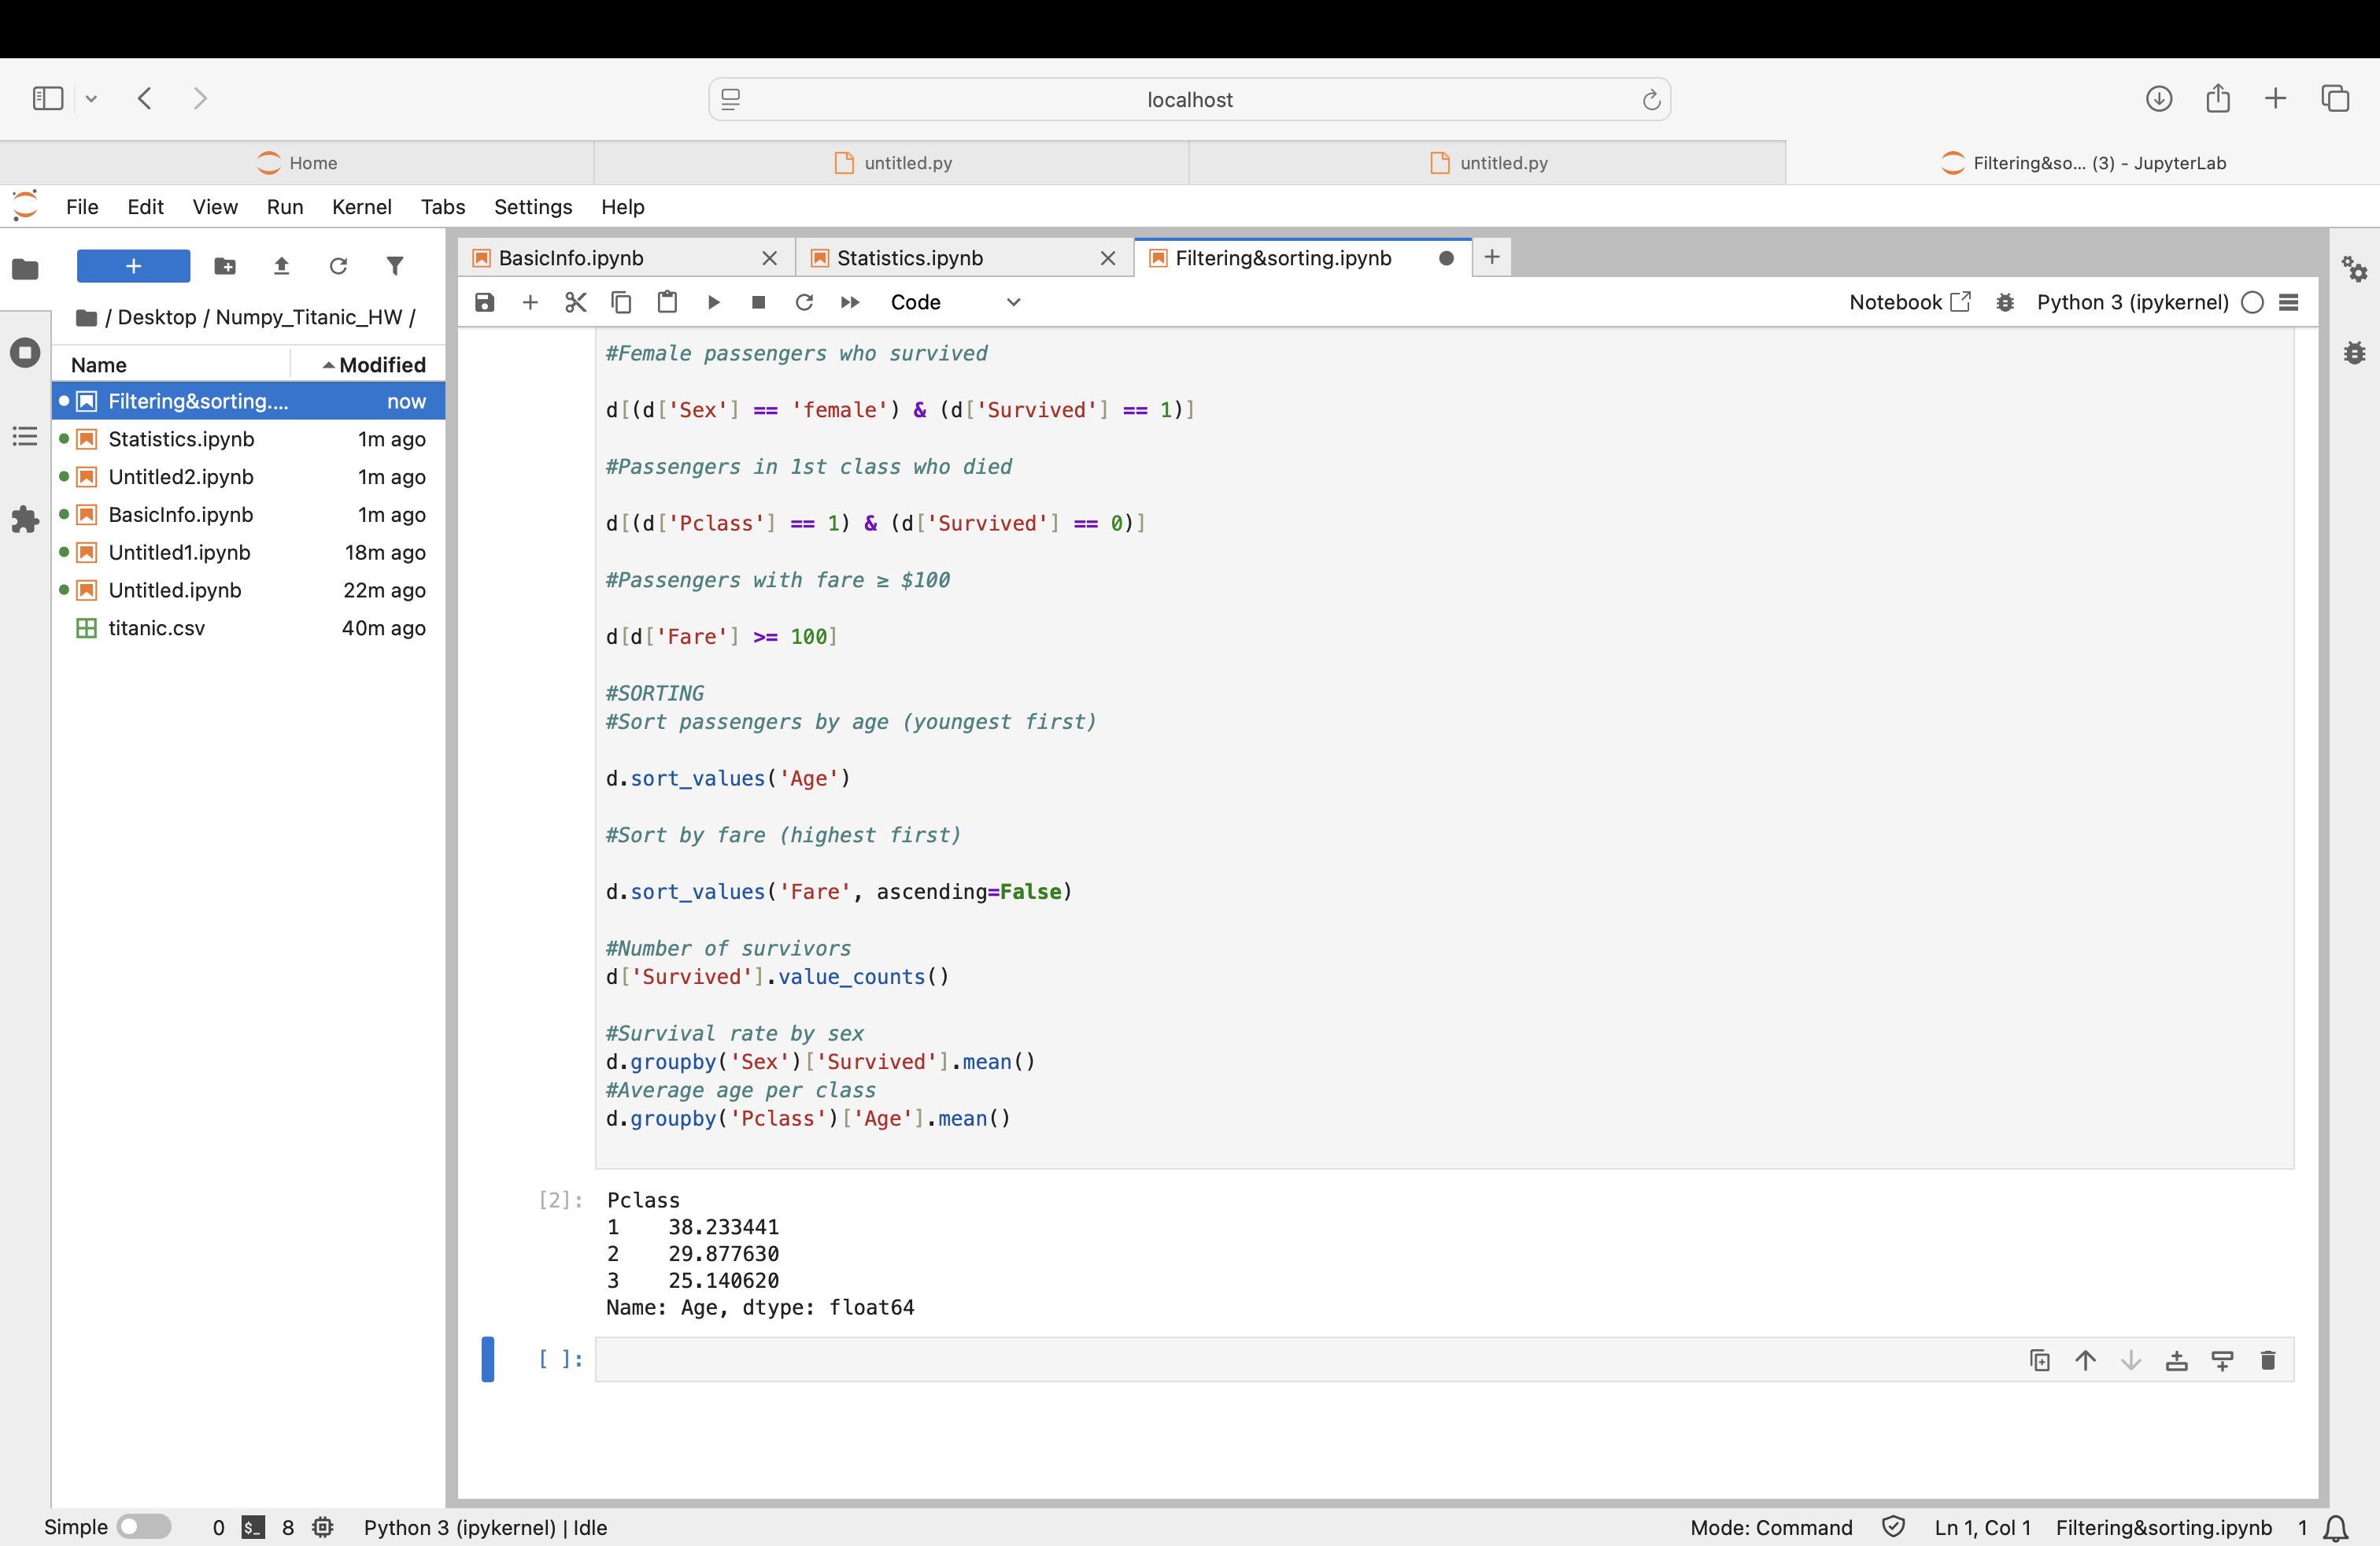 localhost
Home
untitled.py
untitled.py
Filtering&so... (3) - JupyterLab
File Edit View Run Kernel Tabs Settings Help
BasicInfo.ipynb
Statistics.ipynb
Filtering&sorting.ipynb
Code
Notebook
Python 3 (ipykernel)
/ Desktop / Numpy_Titanic_HW /
Name Modified
Filtering&sorting.... now
Statistics.ipynb 1m ago
Untitled2.ipynb 1m ago
BasicInfo.ipynb 1m ago
Untitled1.ipynb 18m ago
Untitled.ipynb 22m ago
titanic.csv 40m ago
#Female passengers who survived
d[(d['Sex'] == 'female') & (d['Survived'] == 1)]
#Passengers in 1st class who died
d[(d['Pclass'] == 1) & (d['Survived'] == 0)]
#Passengers with fare ≥ $100
d[d['Fare'] >= 100]
#SORTING
#Sort passengers by age (youngest first)
d.sort_values('Age')
#Sort by fare (highest first)
d.sort_values('Fare', ascending=False)
#Number of survivors
d['Survived'].value_counts()
#Survival rate by sex
d.groupby('Sex')['Survived'].mean()
#Average age per class
d.groupby('Pclass')['Age'].mean()
[2]: Pclass
1    38.233441
2    29.877630
3    25.140620
Name: Age, dtype: float64
[ ]:
Simple 0 $_ 8 Python 3 (ipykernel) | Idle
Mode: Command Ln 1, Col 1 Filtering&sorting.ipynb 1